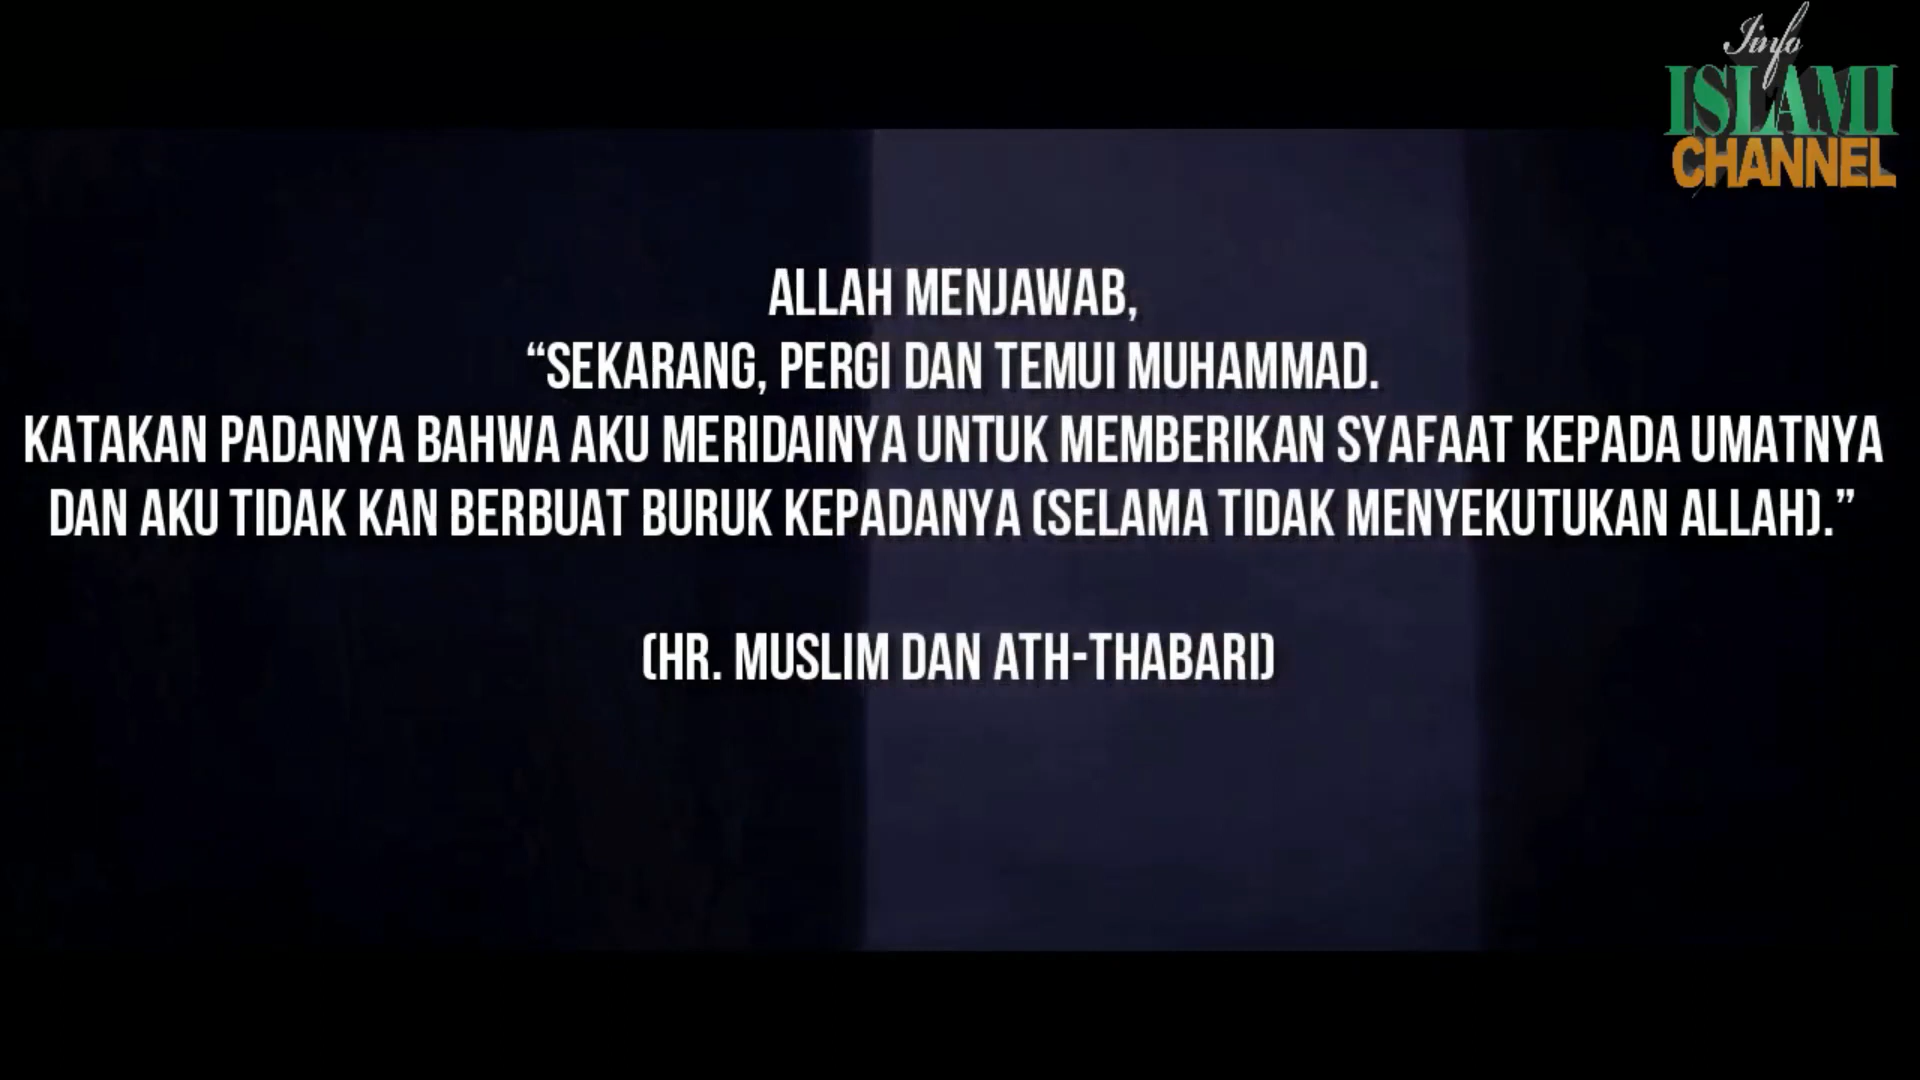 Iinfo
ISLAMI
CHANNEL
ALLAH MENJAWAB,
“SEKARANG, PERGI DAN TEMUI MUHAMMAD.
KATAKAN PADANYA BAHWA AKU MERIDAINYA UNTUK MEMBERIKAN SYAFAAT KEPADA UMATNYA
DAN AKU TIDAK KAN BERBUAT BURUK KEPADANYA (SELAMA TIDAK MENYEKUTUKAN ALLAH).”
(HR. MUSLIM DAN ATH-THABARI)